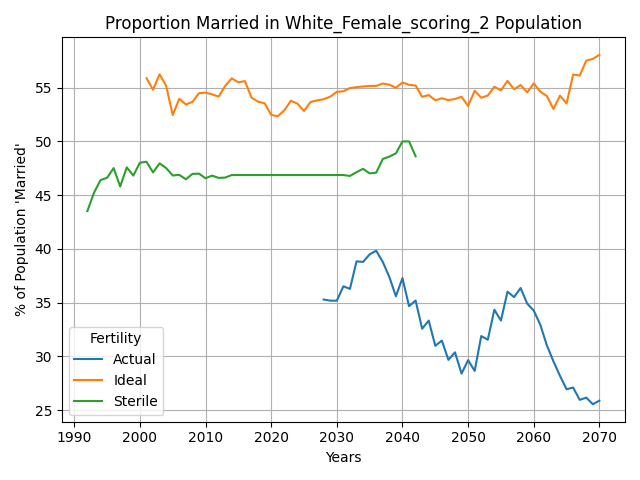 Proportion Married in White_Female_scoring_2 Population
% of Population 'Married'
55
50
45
40
35
30
25
Fertility
Actual
Ideal
Sterile
1990 2000 2010 2020 2030 2040 2050 2060 2070
Years